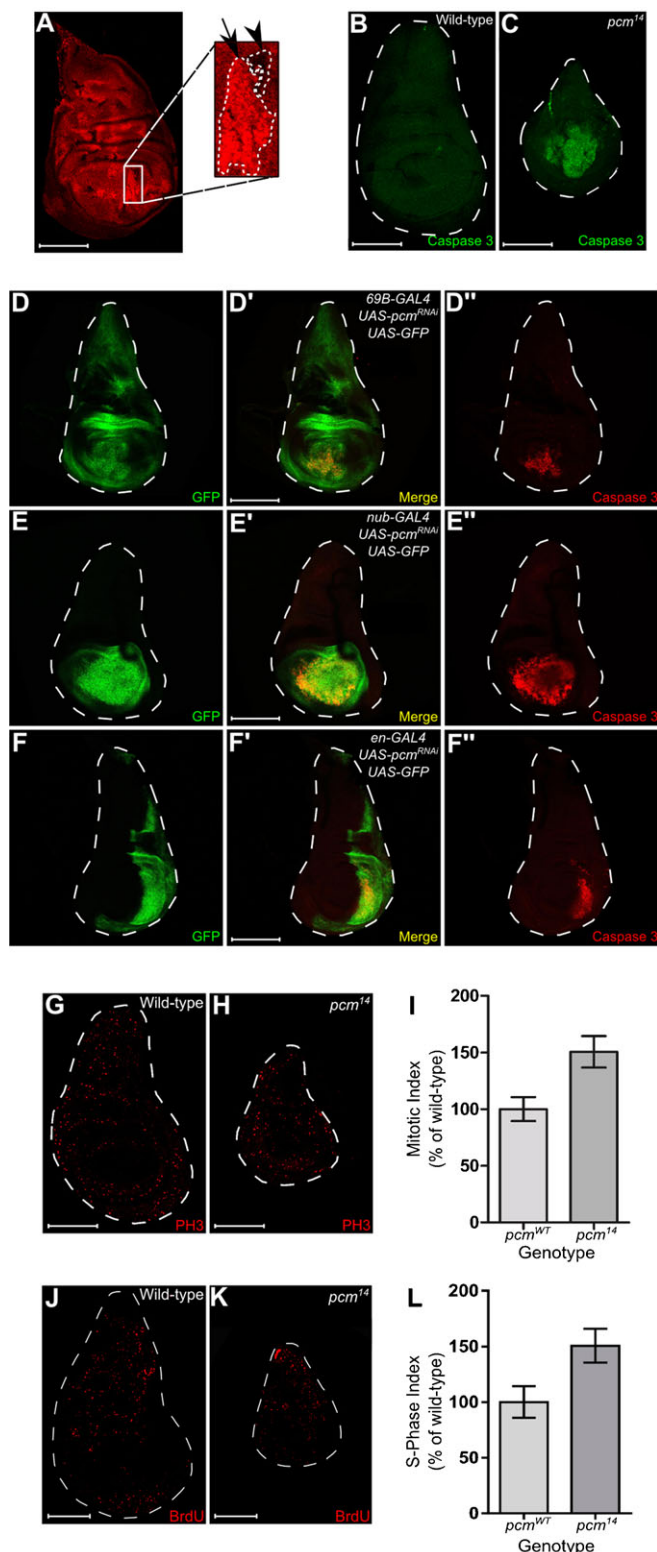 A
B Wild-type
Caspase 3
C pcm¹⁴
Caspase 3
D
GFP
D'
69B-GAL4
UAS-pcmᴿᴺᴬⁱ
UAS-GFP
Merge
D"
Caspase 3
E
GFP
E'
nub-GAL4
UAS-pcmᴿᴺᴬⁱ
UAS-GFP
Merge
E"
Caspase 3
F
GFP
F'
en-GAL4
UAS-pcmᴿᴺᴬⁱ
UAS-GFP
Merge
F"
Caspase 3
G Wild-type
PH3
H pcm¹⁴
PH3
I
Mitotic Index
(% of wild-type)
200
150
100
50
0
pcmᵂᵀ pcm¹⁴
Genotype
J Wild-type
BrdU
K pcm¹⁴
BrdU
L
S-Phase Index
(% of wild-type)
200
150
100
50
0
pcmᵂᵀ pcm¹⁴
Genotype